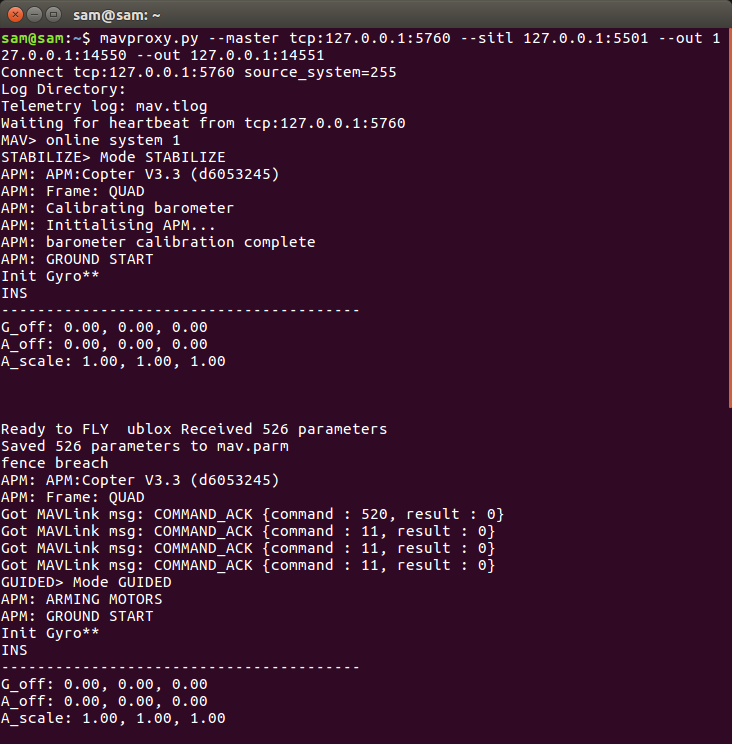 sam@sam: ~
sam@sam:~$ mavproxy.py --master tcp:127.0.0.1:5760 --sitl 127.0.0.1:5501 --out 1
27.0.0.1:14550 --out 127.0.0.1:14551
Connect tcp:127.0.0.1:5760 source_system=255
Log Directory:
Telemetry log: mav.tlog
Waiting for heartbeat from tcp:127.0.0.1:5760
MAV> online system 1
STABILIZE> Mode STABILIZE
APM: APM:Copter V3.3 (d6053245)
APM: Frame: QUAD
APM: Calibrating barometer
APM: Initialising APM...
APM: barometer calibration complete
APM: GROUND START
Init Gyro**
INS
----------------------------------------
G_off: 0.00, 0.00, 0.00
A_off: 0.00, 0.00, 0.00
A_scale: 1.00, 1.00, 1.00
Ready to FLY  ublox Received 526 parameters
Saved 526 parameters to mav.parm
fence breach
APM: APM:Copter V3.3 (d6053245)
APM: Frame: QUAD
Got MAVLink msg: COMMAND_ACK {command : 520, result : 0}
Got MAVLink msg: COMMAND_ACK {command : 11, result : 0}
Got MAVLink msg: COMMAND_ACK {command : 11, result : 0}
Got MAVLink msg: COMMAND_ACK {command : 11, result : 0}
GUIDED> Mode GUIDED
APM: ARMING MOTORS
APM: GROUND START
Init Gyro**
INS
----------------------------------------
G_off: 0.00, 0.00, 0.00
A_off: 0.00, 0.00, 0.00
A_scale: 1.00, 1.00, 1.00